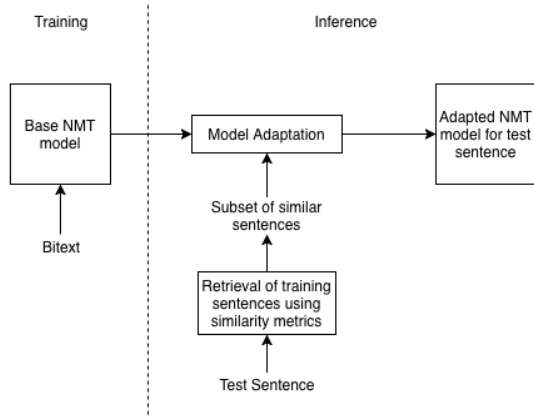 Training
Inference
Base NMT
model
Model Adaptation
Adapted NMT
model for test
sentence
Subset of similar
sentences
Bitext
Retrieval of training
sentences using
similarity metrics
Test Sentence